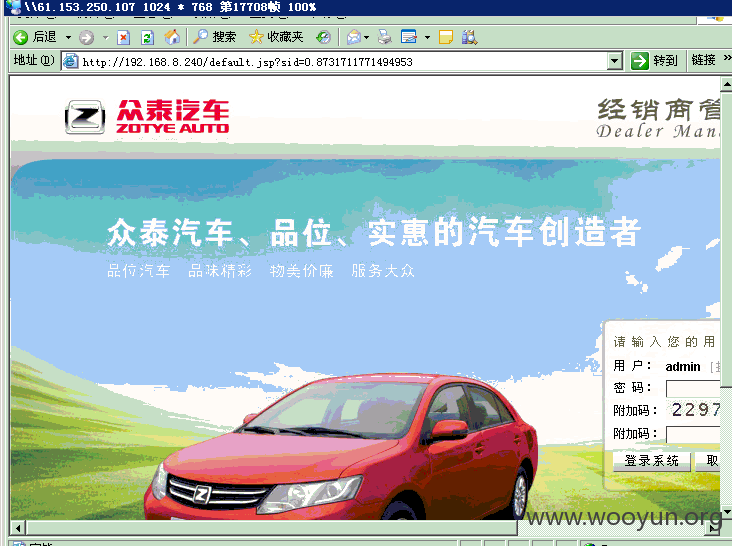 \\61.153.250.107 1024 * 768 第17708帧 100%
后退 搜索 收藏夹
地址(D) http://192.168.8.240/default.jsp?sid=0.8731711771494953 转到 链接 »
众泰汽车
ZOTYE AUTO
经销商管
Dealer Man
众泰汽车、品位、实惠的汽车创造者
品位汽车 品味精彩 物美价廉 服务大众
请输入您的用
用户: admin
密码:
附加码: 2297
附加码:
登录系统 取
www.wooyun.org